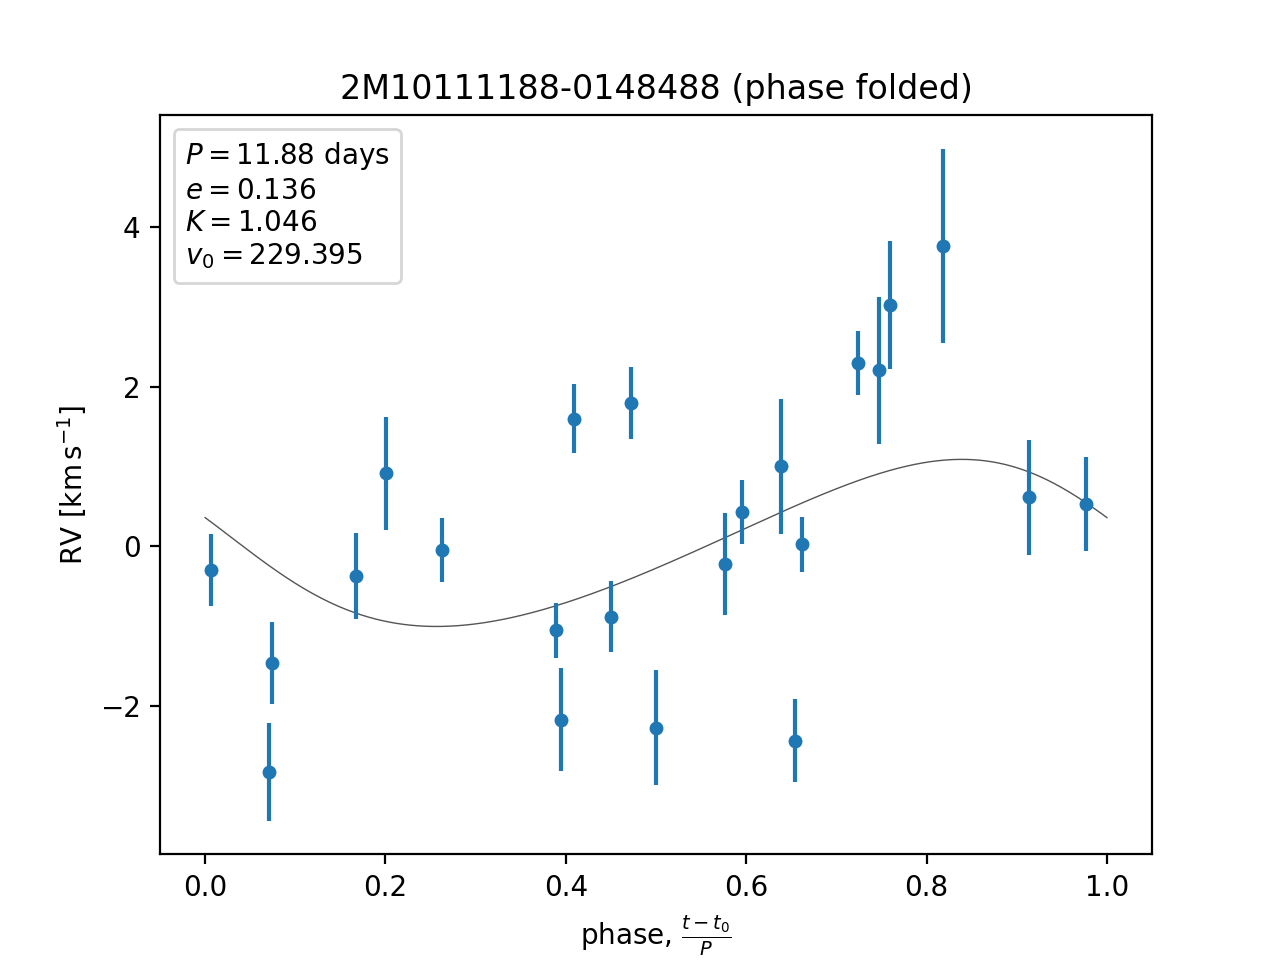 2M10111188-0148488 (phase folded)
P = 11.88 days
e = 0.136
K = 1.046
v₀ = 229.395
RV [km s⁻¹]
4
2
0
−2
0.0 0.2 0.4 0.6 0.8 1.0
phase, (t − t₀)/P